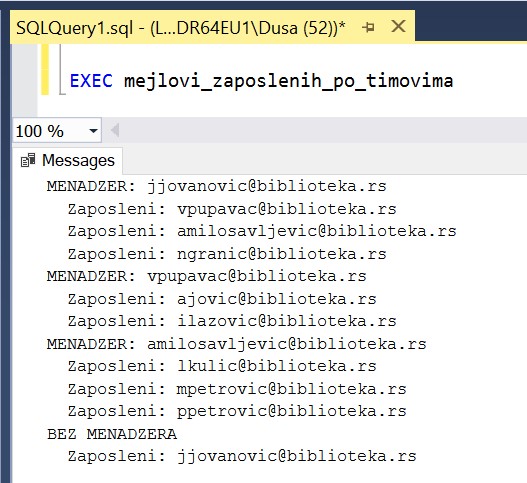 SQLQuery1.sql - (L...DR64EU1\Dusa (52))*
EXEC mejlovi_zaposlenih_po_timovima
100 %
Messages
MENADZER: jjovanovic@biblioteka.rs
Zaposleni: vpupavac@biblioteka.rs
Zaposleni: amilosavljevic@biblioteka.rs
Zaposleni: ngranic@biblioteka.rs
MENADZER: vpupavac@biblioteka.rs
Zaposleni: ajovic@biblioteka.rs
Zaposleni: ilazovic@biblioteka.rs
MENADZER: amilosavljevic@biblioteka.rs
Zaposleni: lkulic@biblioteka.rs
Zaposleni: mpetrovic@biblioteka.rs
Zaposleni: ppetrovic@biblioteka.rs
BEZ MENADZERA
Zaposleni: jjovanovic@biblioteka.rs